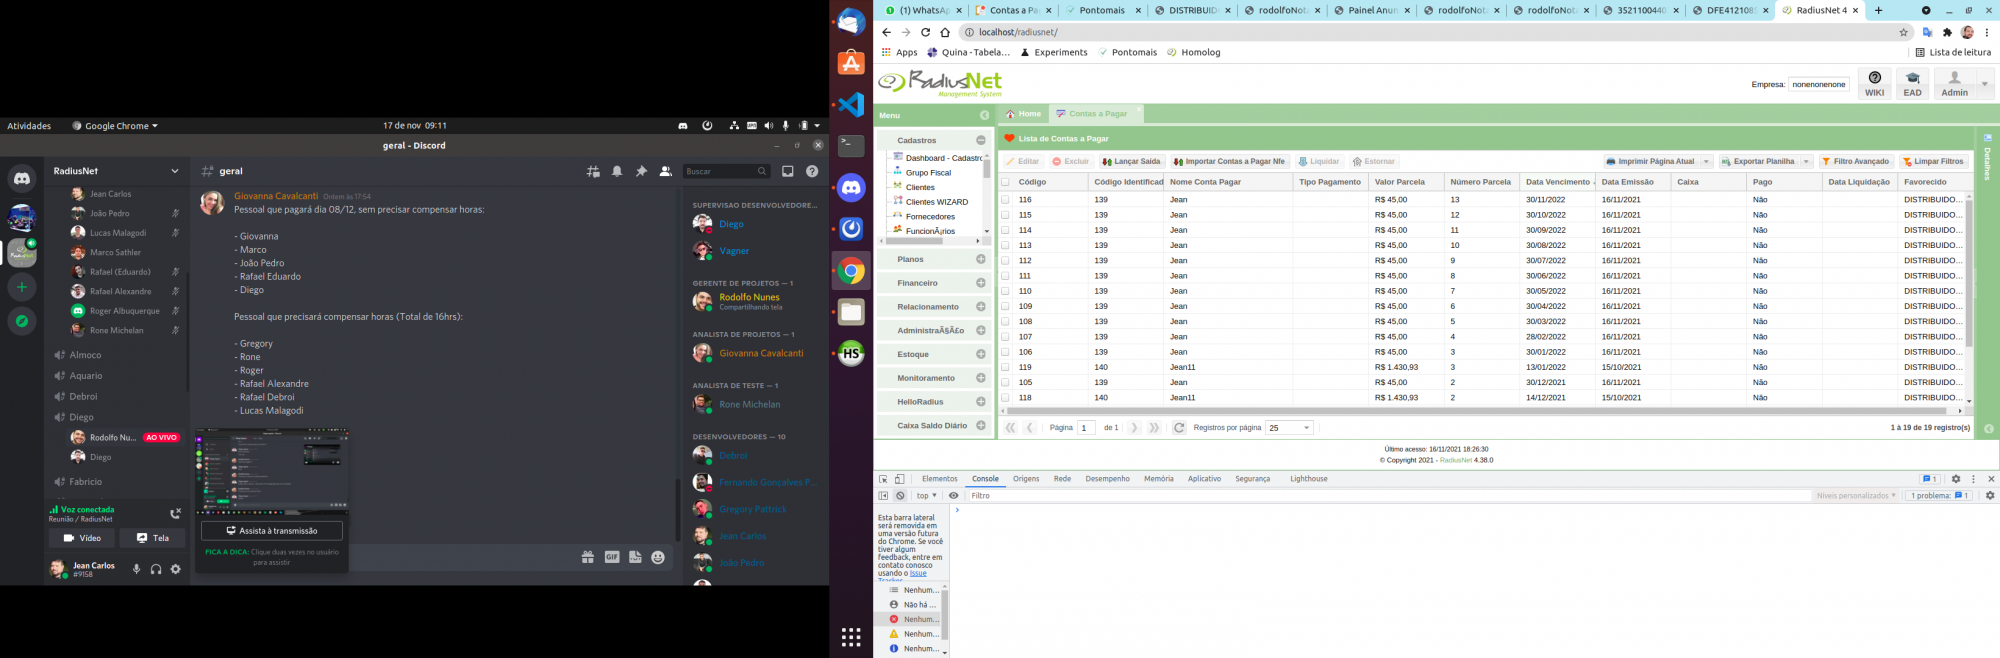 Atividades
Google Chrome
17 de nov 09:11
geral - Discord
RadiusNet
Jean Carlos
João Pedro
Lucas Malagodi
Marco Sathler
Rafael (Eduardo)
Rafael Alexandre
Roger Albuquerque
Rone Michelan
Almoco
Aquario
Debroi
Diego
Rodolfo Nu... AO VIVO
Diego
Fabricio
Voz conectada
Reunião / RadiusNet
Vídeo
Tela
Jean Carlos
#9158
geral
Buscar
Giovanna Cavalcanti Ontem às 17:54
Pessoal que pagará dia 08/12, sem precisar compensar horas:
- Giovanna
- Marco
- João Pedro
- Rafael Eduardo
- Diego
Pessoal que precisará compensar horas (Total de 16hrs):
- Gregory
- Rone
- Roger
- Rafael Alexandre
- Rafael Debroi
- Lucas Malagodi
Assista à transmissão
FICA A DICA: Clique duas vezes no usuário
para assistir
GIF
SUPERVISAO DESENVOLVEDORE...
Diego
Vagner
GERENTE DE PROJETOS — 1
Rodolfo Nunes
Compartilhando tela
ANALISTA DE PROJETOS — 1
Giovanna Cavalcanti
ANALISTA DE TESTE — 1
Rone Michelan
DESENVOLVEDORES — 10
Debroi
Fernando Gonçalves P...
Gregory Pattrick
Jean Carlos
João Pedro
HS
(1) WhatsAp
Contas a Pa
Pontomais
DISTRIBUID
rodolfoNot
Painel Anun
rodolfoNot
rodolfoNot
3521100440
DFE4121085
RadiusNet 4
localhost/radiusnet/
Apps
Quina - Tabela...
Experiments
Pontomais
Homolog
Lista de leitura
RadiusNet
Management System
Empresa: nonenonenone
WIKI
EAD
Admin
Menu
Cadastros
Dashboard - Cadastro
Grupo Fiscal
Clientes
Clientes WIZARD
Fornecedores
FuncionÃ¡rios
Planos
Financeiro
Relacionamento
AdministraÃ§Ã£o
Estoque
Monitoramento
HelloRadius
Caixa Saldo Diário
Home
Contas a Pagar
Lista de Contas a Pagar
Detalhes
Editar
Excluir
Lançar Saída
Importar Contas a Pagar Nfe
Liquidar
Estornar
Imprimir Página Atual
Exportar Planilha
Filtro Avançado
Limpar Filtros
Código Código Identificad Nome Conta Pagar Tipo Pagamento Valor Parcela Número Parcela Data Vencimento Data Emissão Caixa Pago Data Liquidação Favorecido
116 139 Jean R$ 45,00 13 30/11/2022 16/11/2021 Não DISTRIBUIDO...
115 139 Jean R$ 45,00 12 30/10/2022 16/11/2021 Não DISTRIBUIDO...
114 139 Jean R$ 45,00 11 30/09/2022 16/11/2021 Não DISTRIBUIDO...
113 139 Jean R$ 45,00 10 30/08/2022 16/11/2021 Não DISTRIBUIDO...
112 139 Jean R$ 45,00 9 30/07/2022 16/11/2021 Não DISTRIBUIDO...
111 139 Jean R$ 45,00 8 30/06/2022 16/11/2021 Não DISTRIBUIDO...
110 139 Jean R$ 45,00 7 30/05/2022 16/11/2021 Não DISTRIBUIDO...
109 139 Jean R$ 45,00 6 30/04/2022 16/11/2021 Não DISTRIBUIDO...
108 139 Jean R$ 45,00 5 30/03/2022 16/11/2021 Não DISTRIBUIDO...
107 139 Jean R$ 45,00 4 28/02/2022 16/11/2021 Não DISTRIBUIDO...
106 139 Jean R$ 45,00 3 30/01/2022 16/11/2021 Não DISTRIBUIDO...
119 140 Jean11 R$ 1.430,93 3 13/01/2022 15/10/2021 Não DISTRIBUIDO...
105 139 Jean R$ 45,00 2 30/12/2021 16/11/2021 Não DISTRIBUIDO...
118 140 Jean11 R$ 1.430,93 2 14/12/2021 15/10/2021 Não DISTRIBUIDO...
Página 1 de 1
Registros por página 25
1 à 19 de 19 registro(s)
Último acesso: 16/11/2021 18:26:30
© Copyright 2021 - RadiusNet 4.38.0
Elementos Console Origens Rede Desempenho Memória Aplicativo Segurança Lighthouse
1
top
Filtro
Níveis personalizados
1 problema: 1
Esta barra lateral
será removida em
uma versão futura
do Chrome. Se você
tiver algum
feedback, entre em
contato conosco
usando o Issue
Tracker
Nenhum...
Não há ...
Nenhum...
Nenhum...
Nenhum...